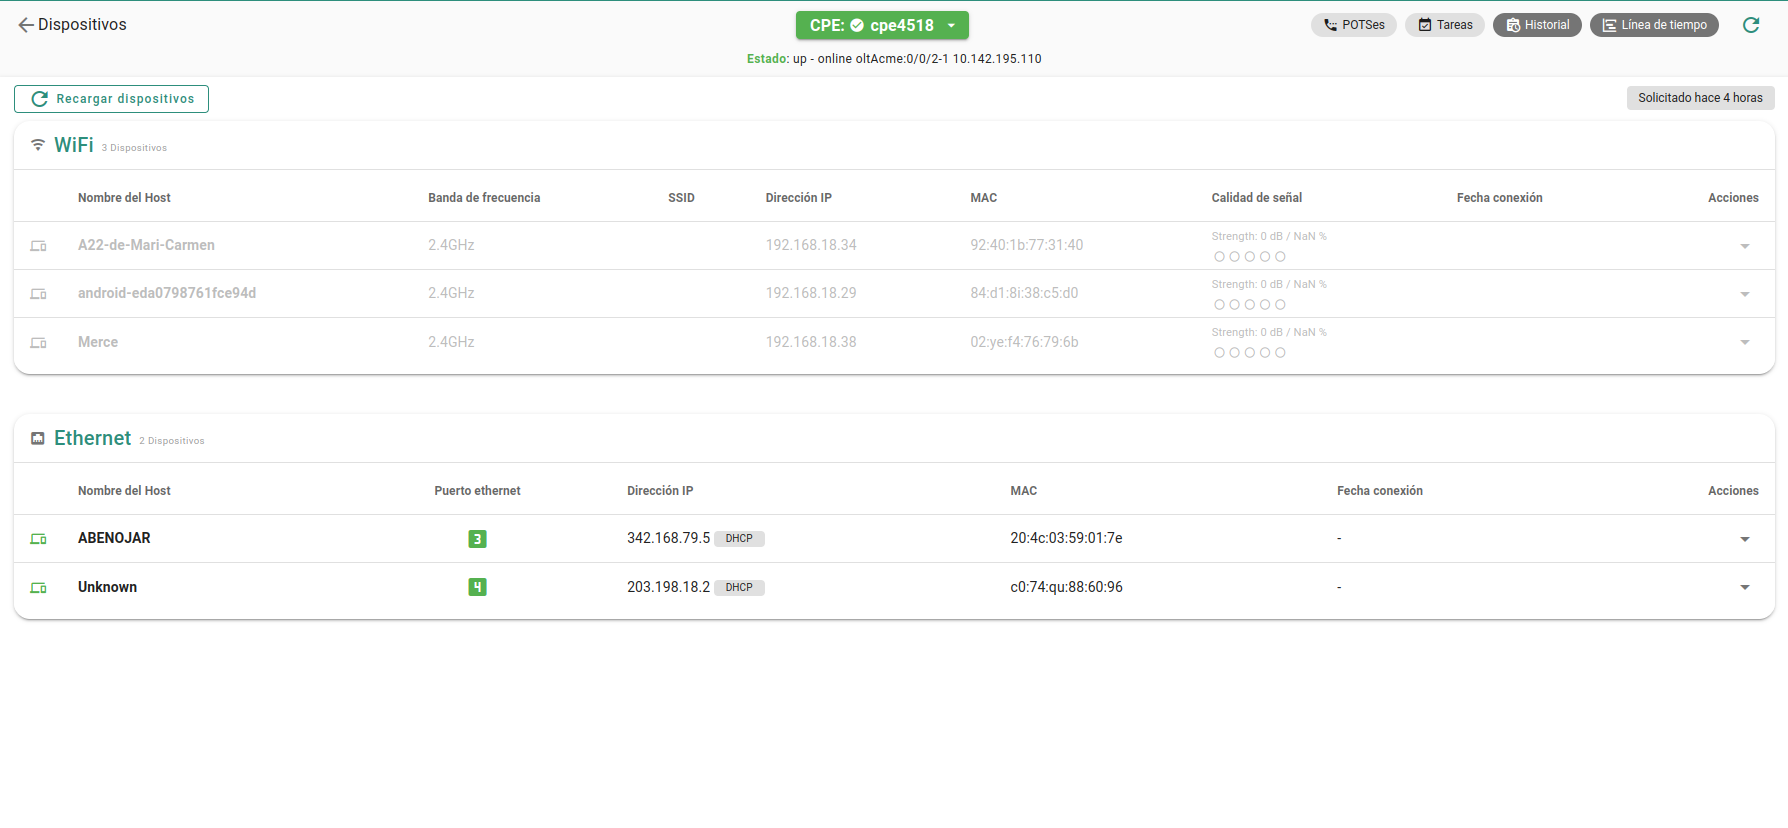 Dispositivos
CPE: cpe4518
POTSes
Tareas
Historial
Línea de tiempo
Estado: up - online oltAcme:0/0/2-1 10.142.195.110
Recargar dispositivos
Solicitado hace 4 horas
WiFi 3 Dispositivos
Nombre del Host Banda de frecuencia SSID Dirección IP MAC Calidad de señal Fecha conexión Acciones
A22-de-Mari-Carmen 2.4GHz 192.168.18.34 92:40:1b:77:31:40 Strength: 0 dB / NaN %
android-eda0798761fce94d 2.4GHz 192.168.18.29 84:d1:8i:38:c5:d0 Strength: 0 dB / NaN %
Merce 2.4GHz 192.168.18.38 02:ye:f4:76:79:6b Strength: 0 dB / NaN %
Ethernet 2 Dispositivos
Nombre del Host Puerto ethernet Dirección IP MAC Fecha conexión Acciones
ABENOJAR 3 342.168.79.5 DHCP 20:4c:03:59:01:7e -
Unknown 4 203.198.18.2 DHCP c0:74:qu:88:60:96 -